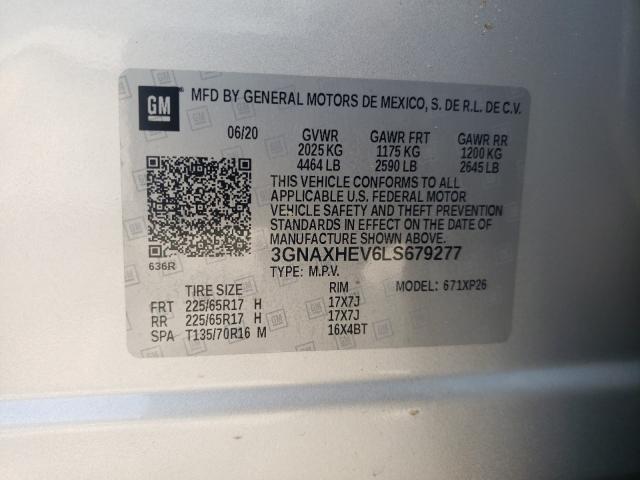 GM
MFD BY GENERAL MOTORS DE MEXICO, S. DE R.L. DE C.V.
06/20 GVWR GAWR FRT GAWR RR
2025 KG 1175 KG 1200 KG
4464 LB 2590 LB 2645 LB
THIS VEHICLE CONFORMS TO ALL
APPLICABLE U.S. FEDERAL MOTOR
VEHICLE SAFETY AND THEFT PREVENTION
STANDARDS IN EFFECT ON THE DATE OF
MANUFACTURE SHOWN ABOVE.
636R
3GNAXHEV6LS679277
TYPE: M.P.V. MODEL: 671XP26
TIRE SIZE RIM
FRT 225/65R17 H 17X7J
RR 225/65R17 H 17X7J
SPA T135/70R16 M 16X4BT